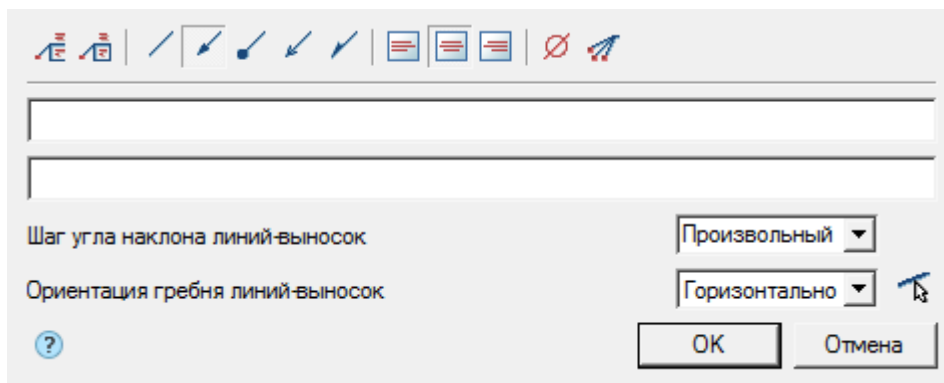 Шаг угла наклона линий-выносок
Произвольный
Ориентация гребня линий-выносок
Горизонтально
?
OK
Отмена